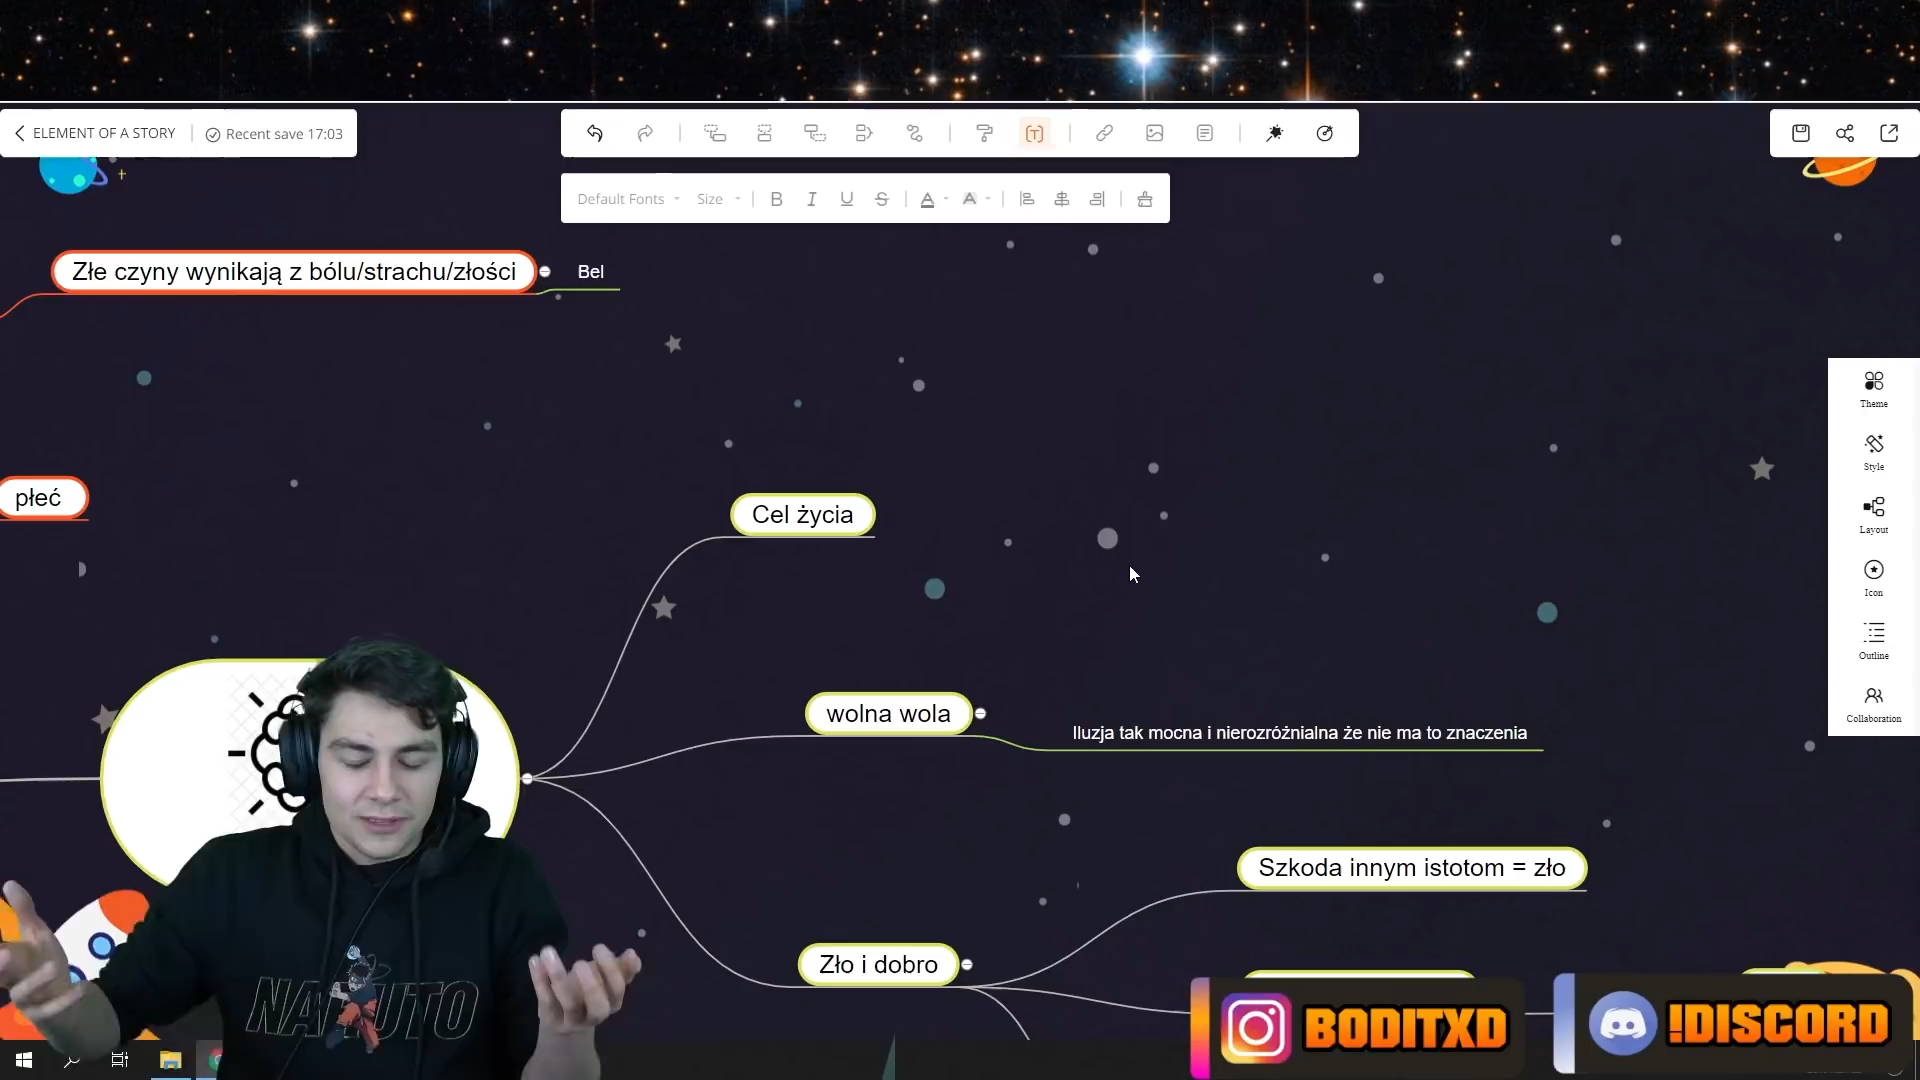 ELEMENT OF A STORY
Recent save 17:03
Default Fonts
Size
Złe czyny wynikają z bólu/strachu/złości
Bel
Theme
Style
płeć
Cel życia
Layout
Icon
Outline
wolna wola
Iluzja tak mocna i nierozróżnialna że nie ma to znaczenia
Collaboration
Szkoda innym istotom = zło
Zło i dobro
NARUTO
BODITXD
!DISCORD